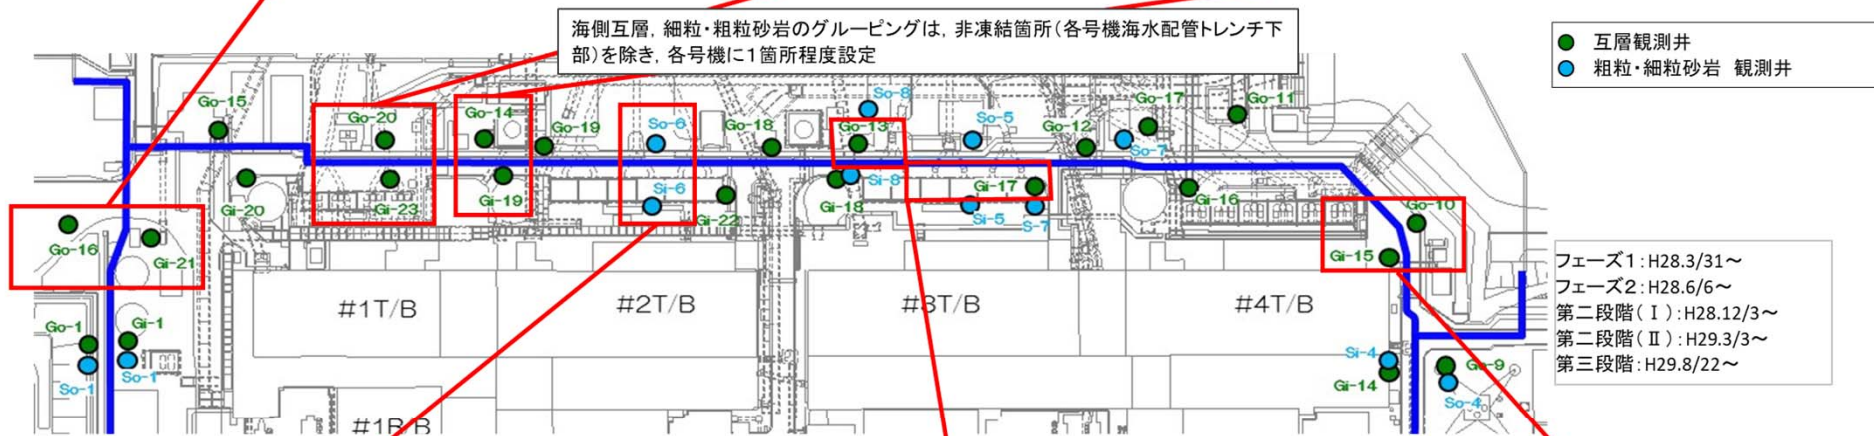 海側互層，細粒・粗粒砂岩のグルーピングは，非凍結箇所（各号機海水配管トレンチ下
部）を除き，各号機に１箇所程度設定
互層観測井
粗粒・細粒砂岩　観測井
Go-15
Go-20
Go-14
Go-19
So-6
Go-18
So-8
Go-13
So-5
Go-12
Go-17
So-7
Go-11
Gi-20
Gi-23
Gi-19
Si-6
Gi-22
Gi-18
Si-8
Gi-17
Si-5
S-7
Gi-16
Go-10
Gi-15
Go-16
Gi-21
#1T/B
#2T/B
#3T/B
#4T/B
フェーズ１：H28.3/31～
フェーズ２：H28.6/6～
第二段階（Ⅰ）：H28.12/3～
第二段階（Ⅱ）：H29.3/3～
第三段階：H29.8/22～
Go-1
Gi-1
So-1
So-1
Si-4
Gi-14
Go-9
So-4
#1R/B